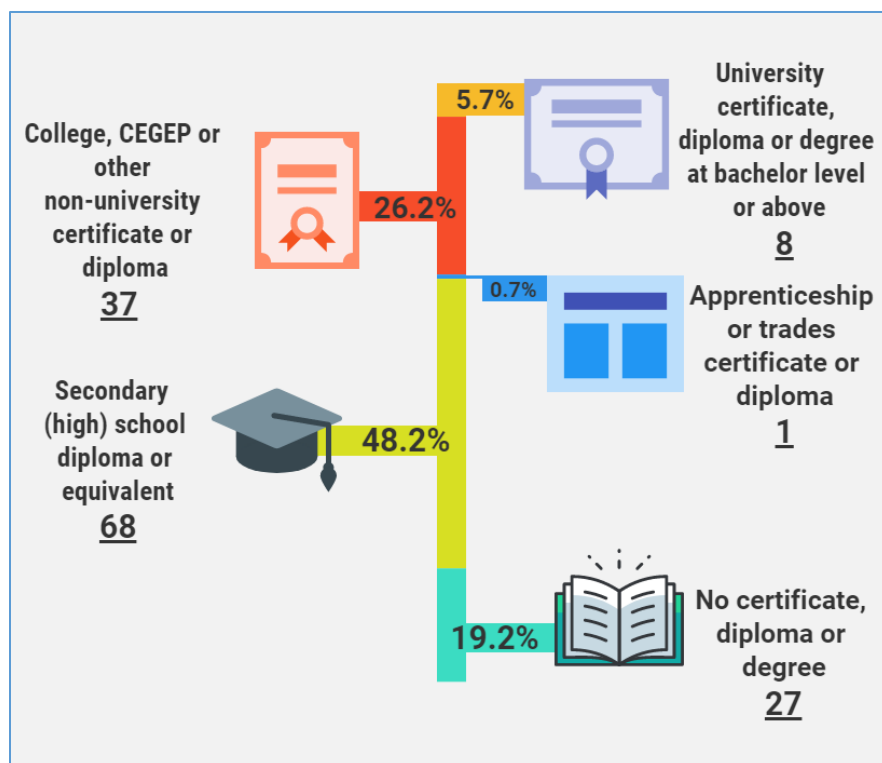 5.7%
University
certificate,
diploma or degree
at bachelor level
or above
8
College, CEGEP or
other
non-university
certificate or
diploma
37
26.2%
0.7%
Apprenticeship
or trades
certificate or
diploma
1
Secondary
(high) school
diploma or
equivalent
68
48.2%
19.2%
No certificate,
diploma or
degree
27